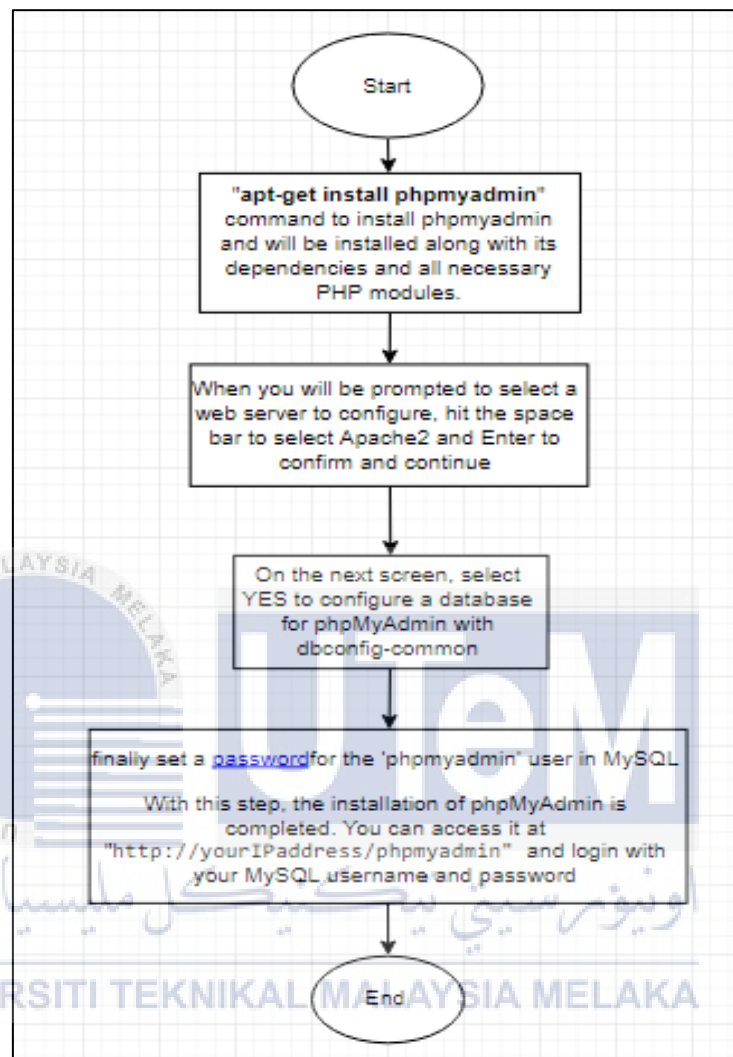 Start
"apt-get install phpmyadmin"
command to install phpmyadmin
and will be installed along with its
dependencies and all necessary
PHP modules.
When you will be prompted to select a
web server to configure, hit the space
bar to select Apache2 and Enter to
confirm and continue
On the next screen, select
YES to configure a database
for phpMyAdmin with
dbconfig-common
finally set a passwordfor the 'phpmyadmin' user in MySQL
With this step, the installation of phpMyAdmin is
completed. You can access it at
"http://yourIPaddress/phpmyadmin" and login with
your MySQL username and password
End
LAYSIA MELAKA
UTeM
اونيۏرسيتي تيكنيكل مليسيا
RSITI TEKNIKAL MALAYSIA MELAKA